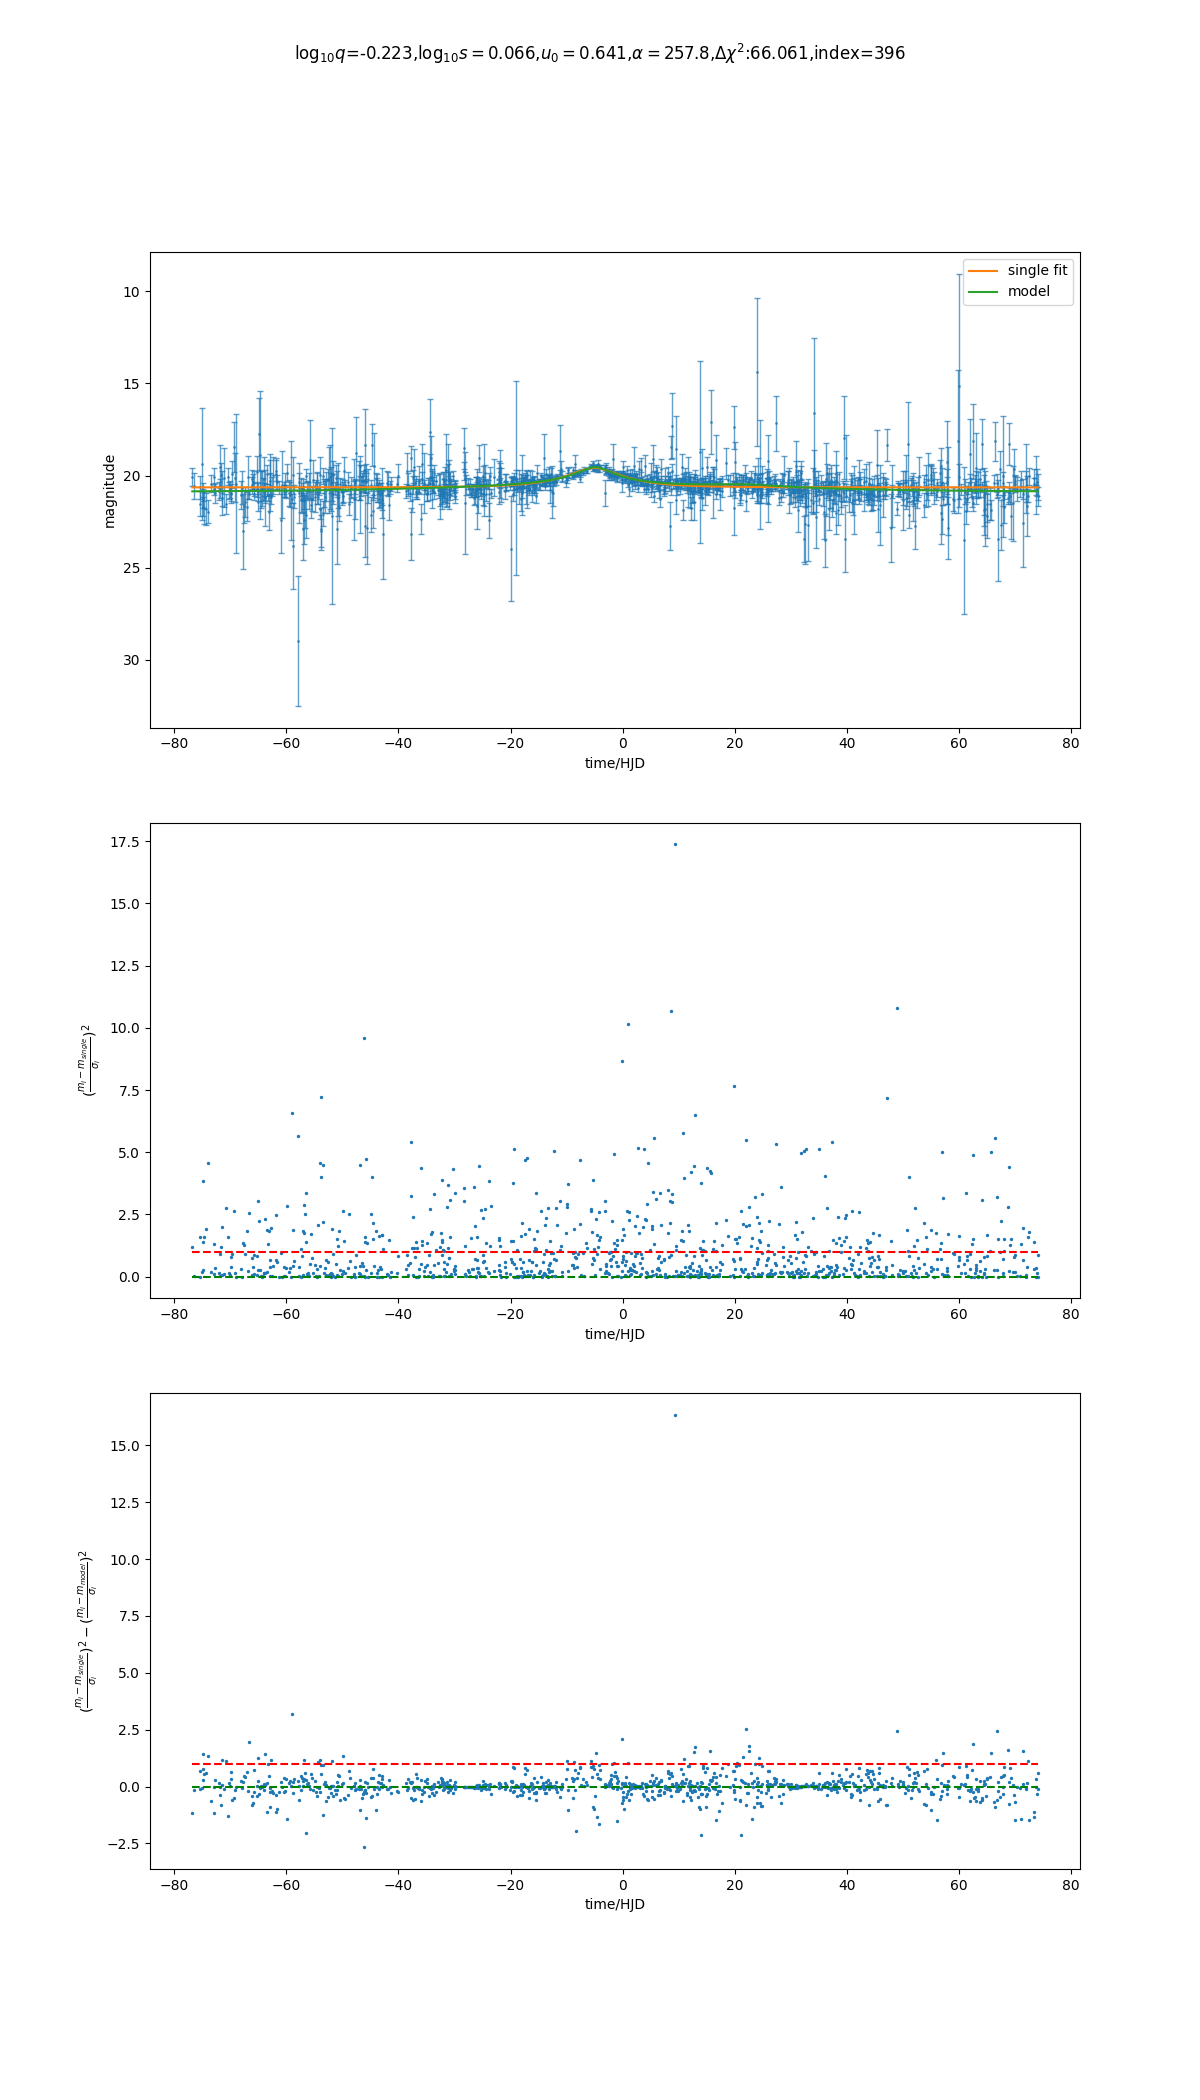 log₁₀q=-0.223,log₁₀s = 0.066,u₀ = 0.641,α = 257.8,Δχ²:66.061,index=396
single fit
model
10
15
20
25
30
magnitude
−80 −60 −40 −20 0 20 40 60 80
time/HJD
17.5
15.0
12.5
10.0
7.5
5.0
2.5
0.0
((mᵢ − m_single)/σᵢ)²
−80 −60 −40 −20 0 20 40 60 80
time/HJD
15.0
12.5
10.0
7.5
5.0
2.5
0.0
−2.5
((mᵢ − m_single)/σᵢ)² − ((mᵢ − m_model)/σᵢ)²
−80 −60 −40 −20 0 20 40 60 80
time/HJD